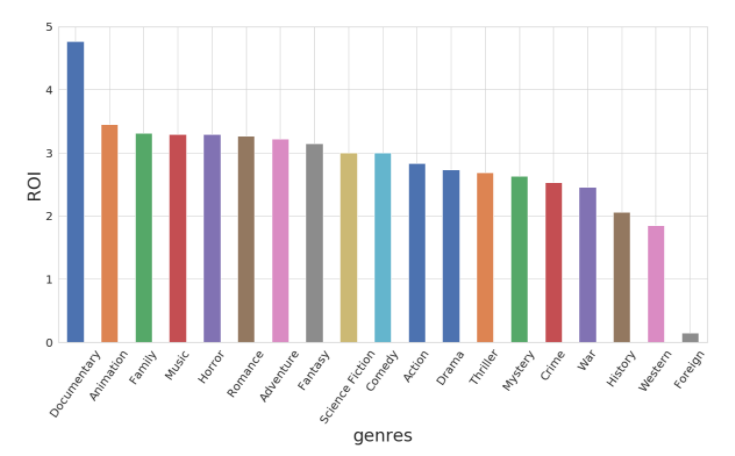 5
4
3
2
1
0
ROI
Documentary
Animation
Family
Music
Horror
Romance
Adventure
Fantasy
Science Fiction
Comedy
Action
Drama
Thriller
Mystery
Crime
War
History
Western
Foreign
genres